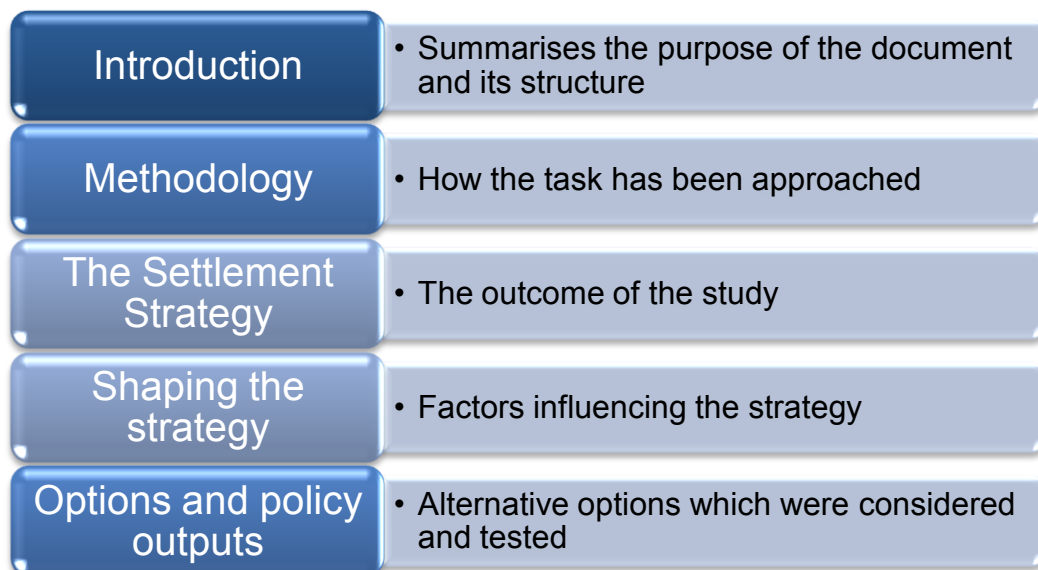 Introduction
• Summarises the purpose of the document
and its structure
Methodology
• How the task has been approached
The Settlement
Strategy
• The outcome of the study
Shaping the
strategy
• Factors influencing the strategy
Options and policy
outputs
• Alternative options which were considered
and tested